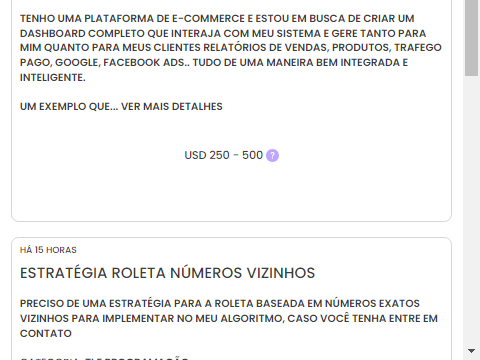 TENHO UMA PLATAFORMA DE E-COMMERCE E ESTOU EM BUSCA DE CRIAR UM
DASHBOARD COMPLETO QUE INTERAJA COM MEU SISTEMA E GERE TANTO PARA
MIM QUANTO PARA MEUS CLIENTES RELATÓRIOS DE VENDAS, PRODUTOS, TRAFEGO
PAGO, GOOGLE, FACEBOOK ADS.. TUDO DE UMA MANEIRA BEM INTEGRADA E
INTELIGENTE.
UM EXEMPLO QUE... VER MAIS DETALHES
USD 250 - 500 ?
HÁ 15 HORAS
ESTRATÉGIA ROLETA NÚMEROS VIZINHOS
PRECISO DE UMA ESTRATÉGIA PARA A ROLETA BASEADA EM NÚMEROS EXATOS
VIZINHOS PARA IMPLEMENTAR NO MEU ALGORITMO, CASO VOCÊ TENHA ENTRE EM
CONTATO